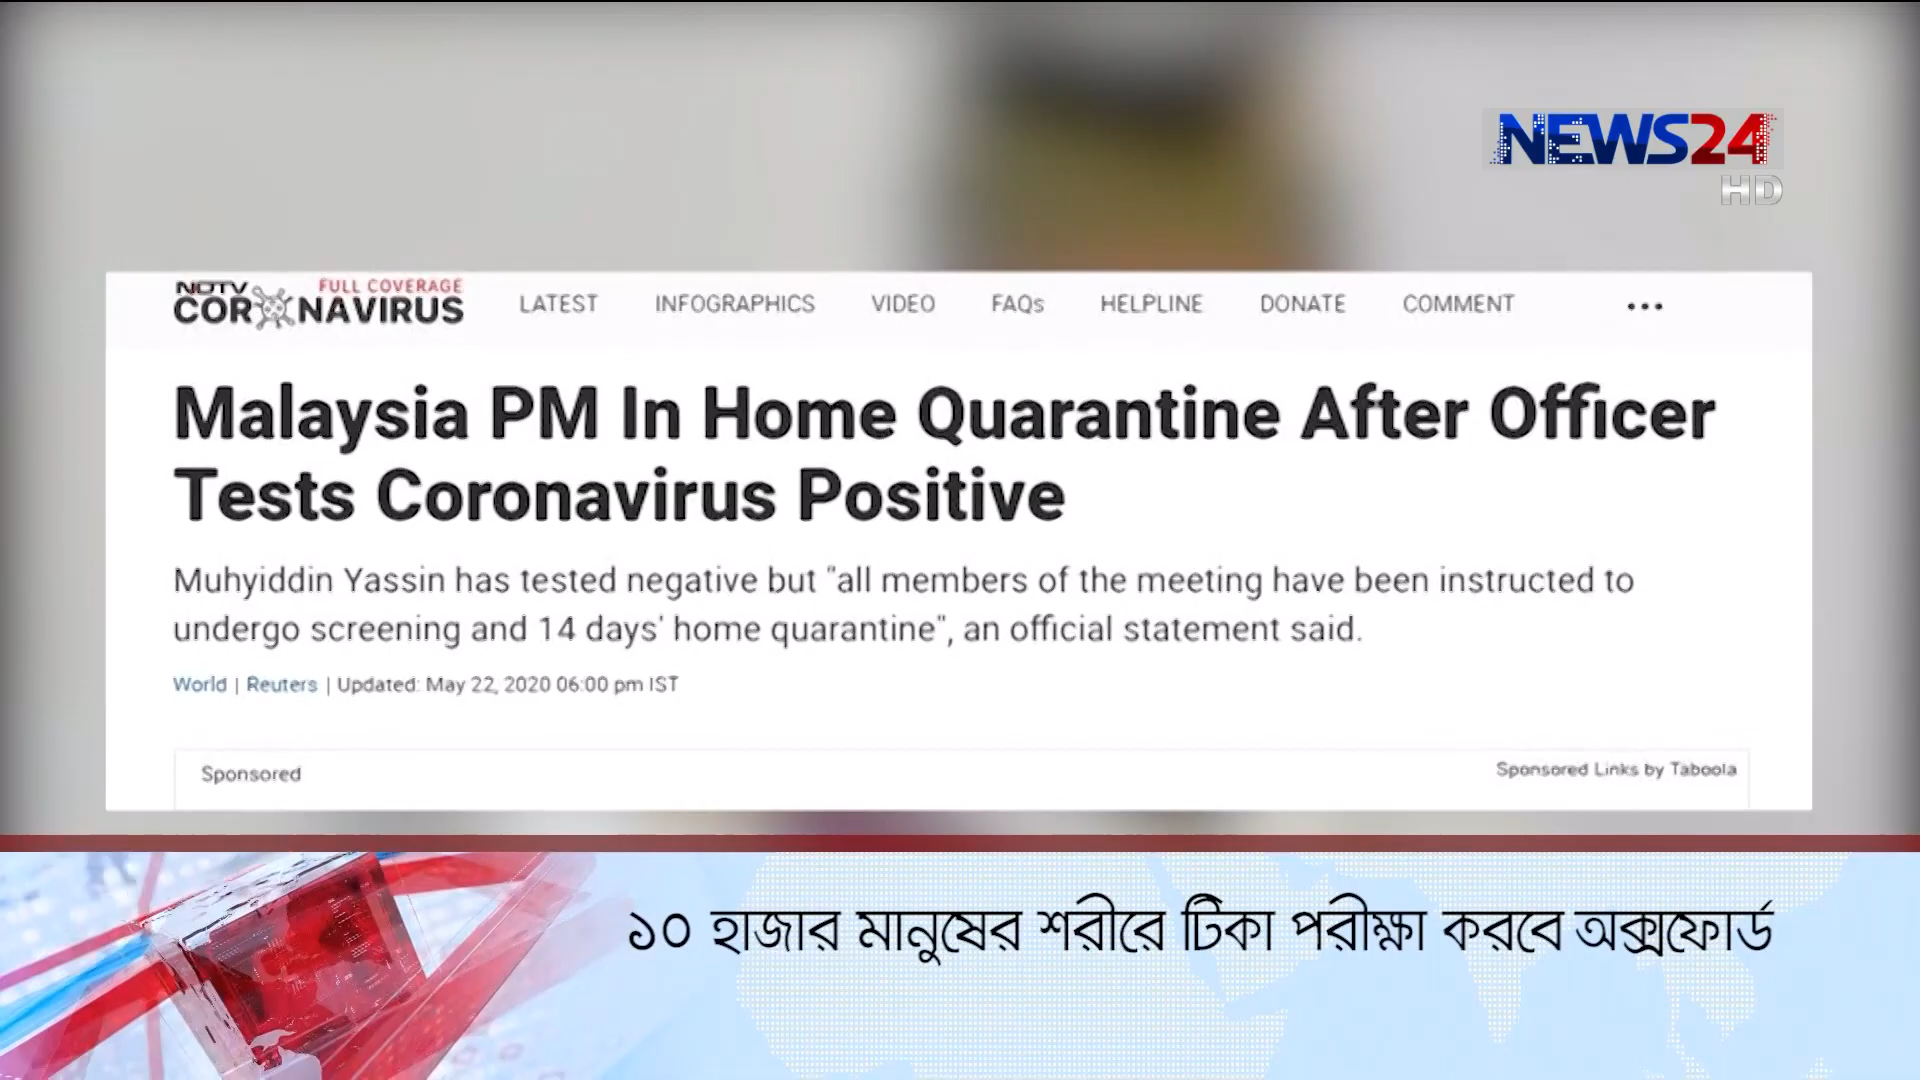 NEWS24
HD
NDTV FULL COVERAGE
CORONAVIRUS
LATEST INFOGRAPHICS VIDEO FAQs HELPLINE DONATE COMMENT ...
Malaysia PM In Home Quarantine After Officer
Tests Coronavirus Positive
Muhyiddin Yassin has tested negative but "all members of the meeting have been instructed to
undergo screening and 14 days' home quarantine", an official statement said.
World | Reuters | Updated: May 22, 2020 06:00 pm IST
Sponsored
Sponsored Links by Taboola
১০ হাজার মানুষের শরীরে টিকা পরীক্ষা করবে অক্সফোর্ড